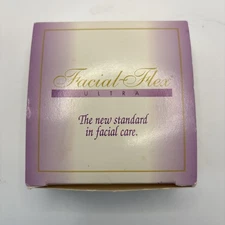 Facial-Flex
ULTRA
The new standard
in facial care.